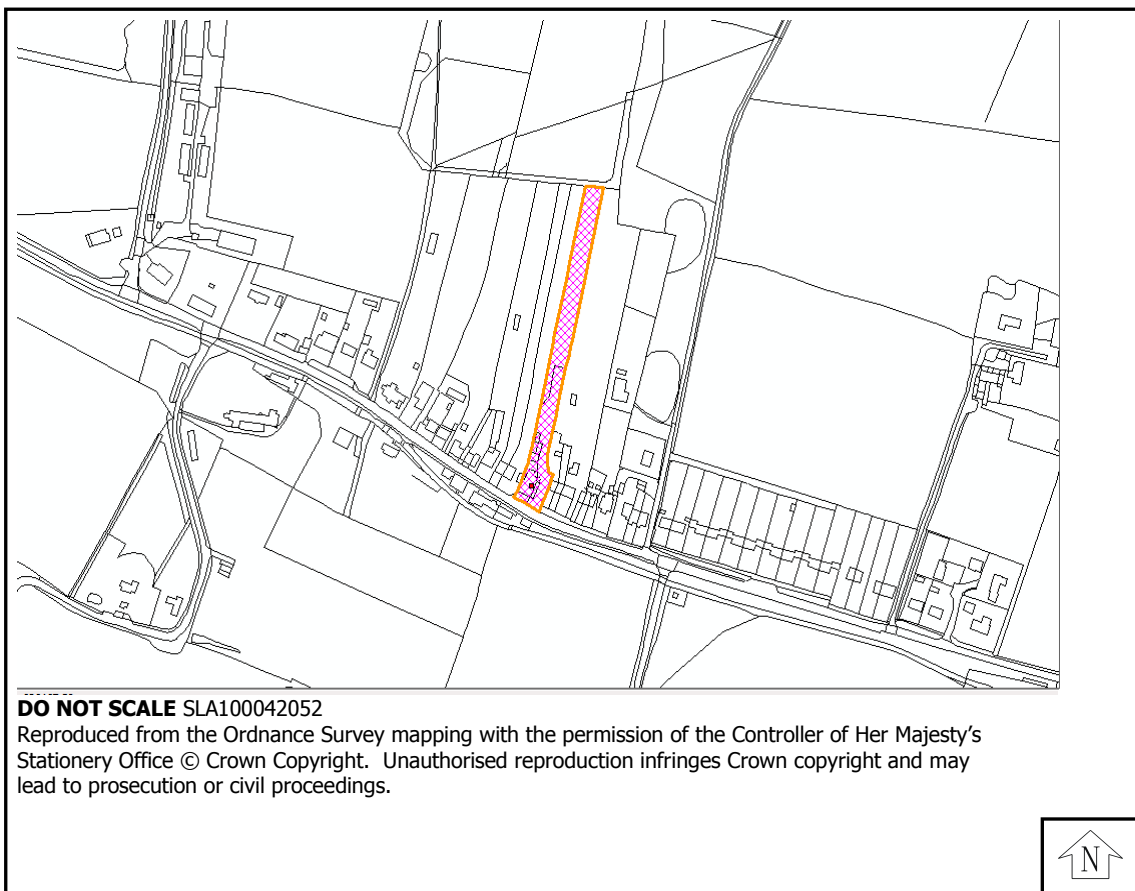 DO NOT SCALE SLA100042052
Reproduced from the Ordnance Survey mapping with the permission of the Controller of Her Majesty's
Stationery Office © Crown Copyright. Unauthorised reproduction infringes Crown copyright and may
lead to prosecution or civil proceedings.
N